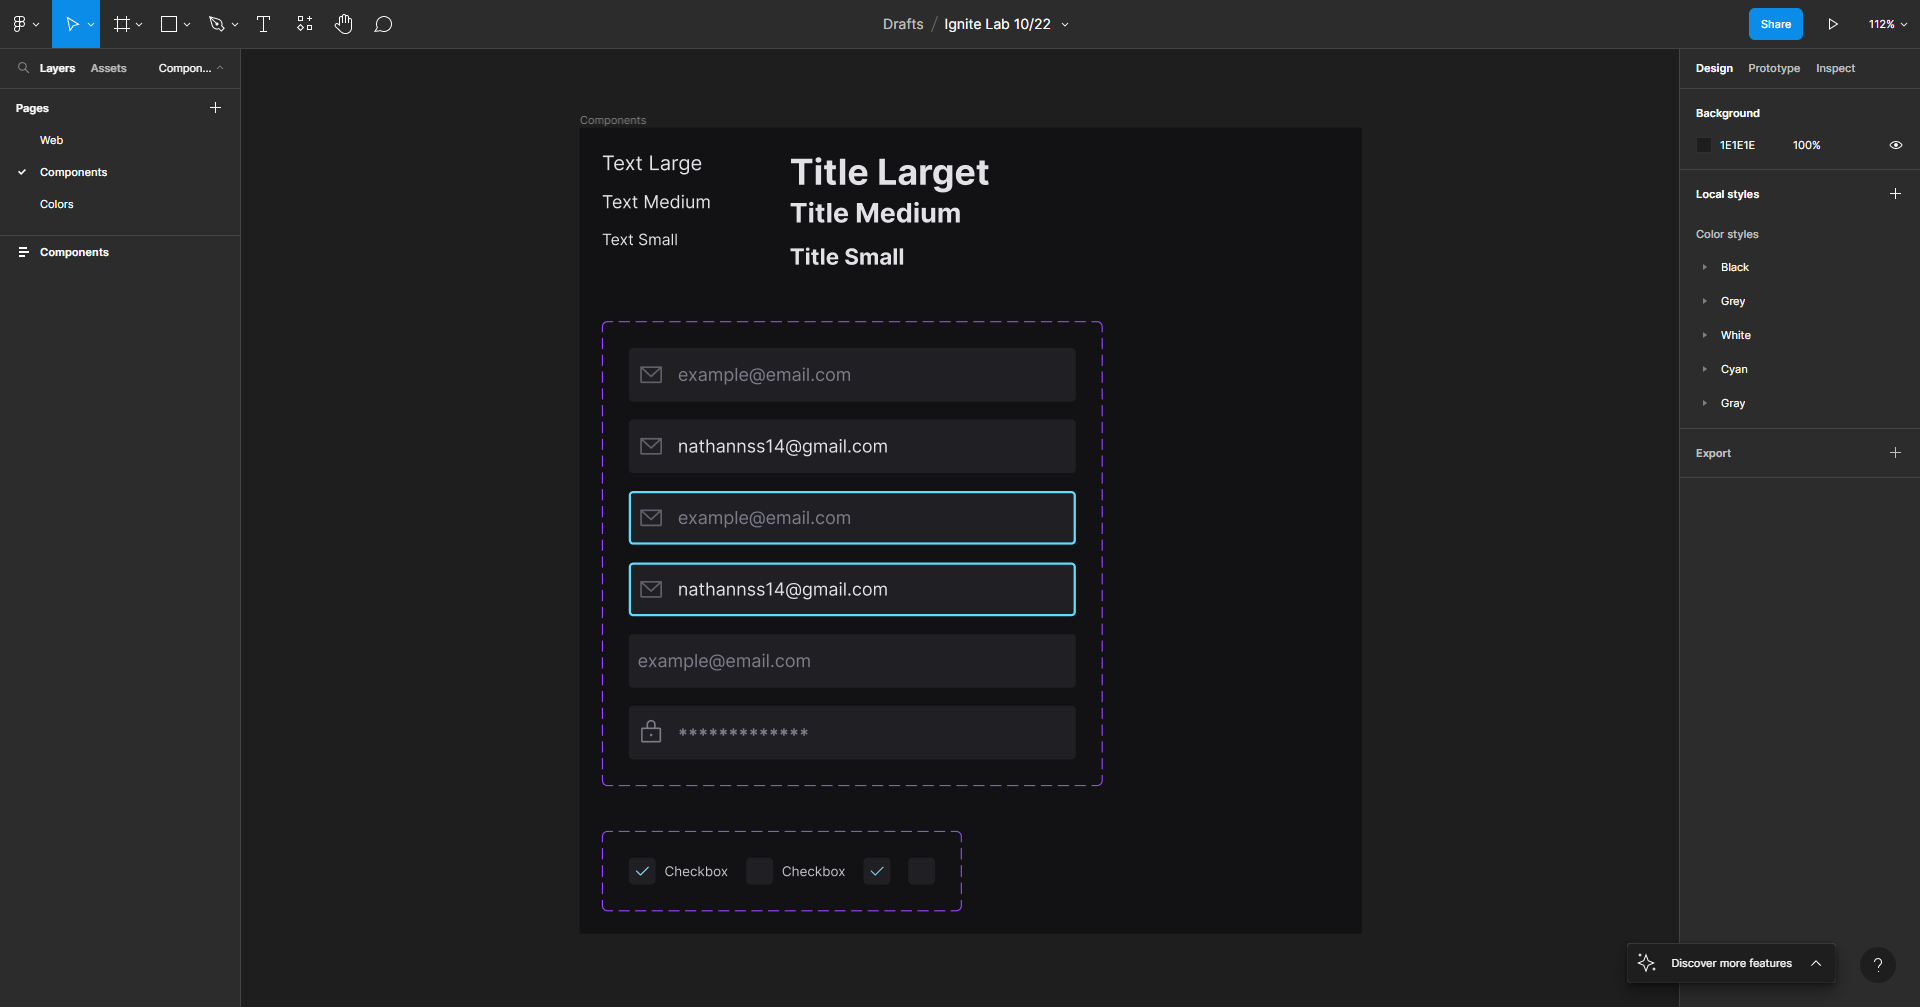 Drafts / Ignite Lab 10/22
Share
112%
Layers Assets Compon...
Pages
Web
Components
Colors
Components
Components
Text Large
Text Medium
Text Small
Title Larget
Title Medium
Title Small
example@email.com
nathannss14@gmail.com
example@email.com
nathannss14@gmail.com
example@email.com
*************
Checkbox Checkbox
Design Prototype Inspect
Background
1E1E1E 100%
Local styles
Color styles
Black
Grey
White
Cyan
Gray
Export
Discover more features
?